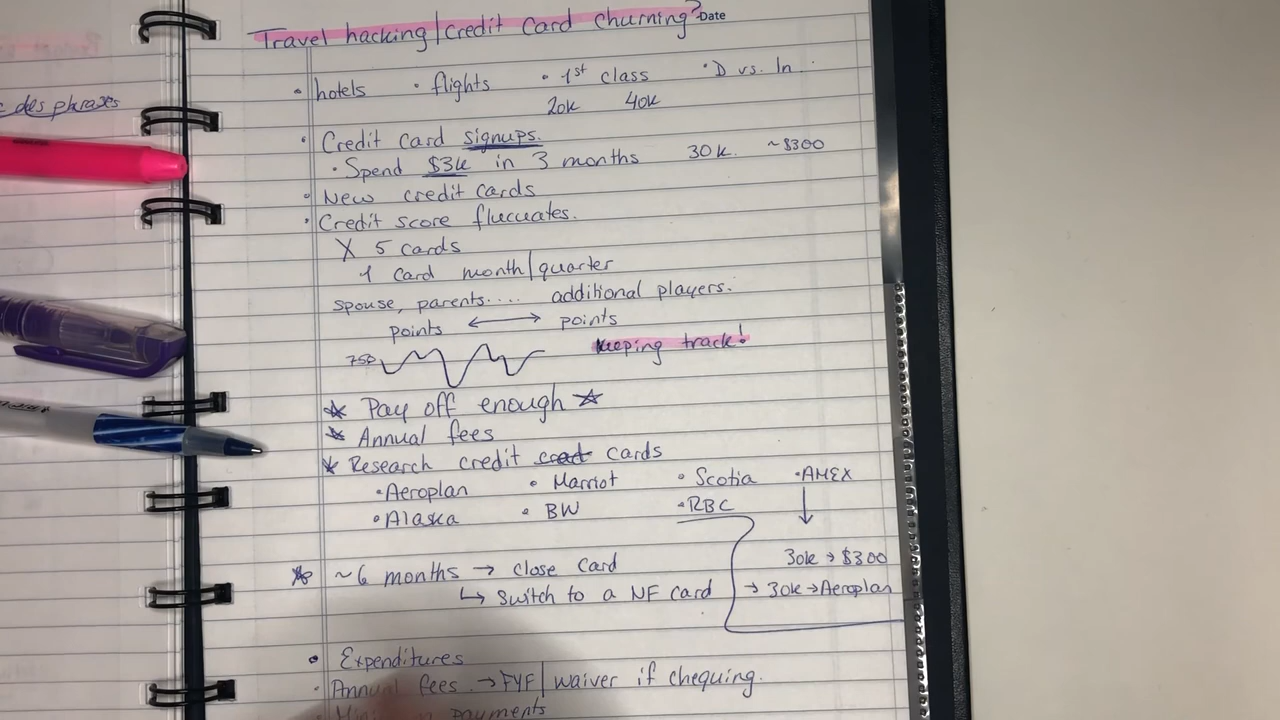 Travel hacking/Credit Card Churning? Date
• hotels • flights • 1st class • D vs. In
20k 40k
c des phrases
• Credit card signups.
• Spend $3k in 3 months 30k. ~$300
• New credit cards
• Credit score flucuates.
X 5 cards
1 card month/quarter
spouse, parents.... additional players.
points ↔ points
750 keeping track!
☆ Pay off enough ☆
☆ Annual fees
☆ Research credit cards
• Aeroplan • Marriot • Scotia • AMEX
• Alaska • BW • RBC
30k → $300
☆ ~6 months → close card
↳ switch to a NF card → 30k → Aeroplan
• Expenditures
• Annual fees → FYF/waiver if chequing.
payments